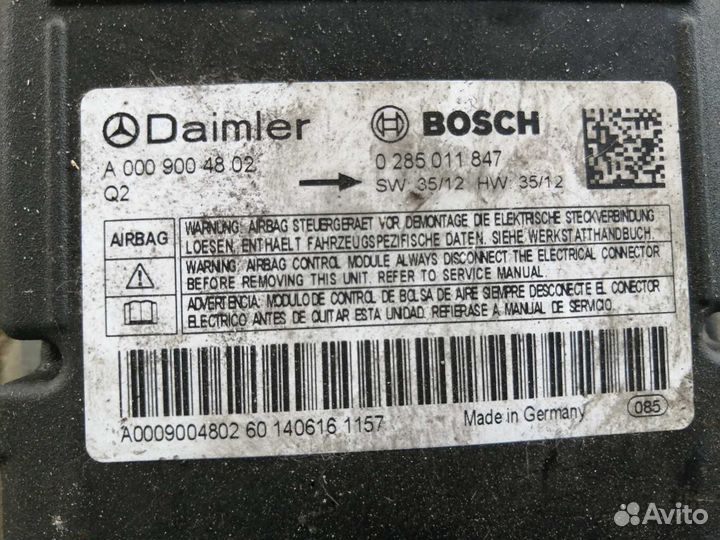 Daimler
BOSCH
A 000 900 48 02
0 285 011 847
Q2
SW 35/12 HW 35/12
AIRBAG
WARNUNG: AIRBAG STEUERGERAET VOR DEMONTAGE DIE ELEKTRISCHE STECKVERBINDUNG
LOESEN, ENTHAELT FAHRZEUGSPEZIFISCHE DATEN. SIEHE WERKSTATTHANDBUCH.
WARNING: AIRBAG CONTROL MODULE ALWAYS DISCONNECT THE ELECTRICAL CONNECTOR
BEFORE REMOVING THIS UNIT. REFER TO SERVICE MANUAL.
ADVERTENCIA: MODULO DE CONTROL DE BOLSA DE AIRE SIEMPRE DESCONECTE EL CONECTOR
ELECTRICO ANTES DE QUITAR ESTA UNIDAD. REFIERASE A MANUAL DE SERVICIO.
A0009004802 60 140616 1157
Made in Germany
085
Avito